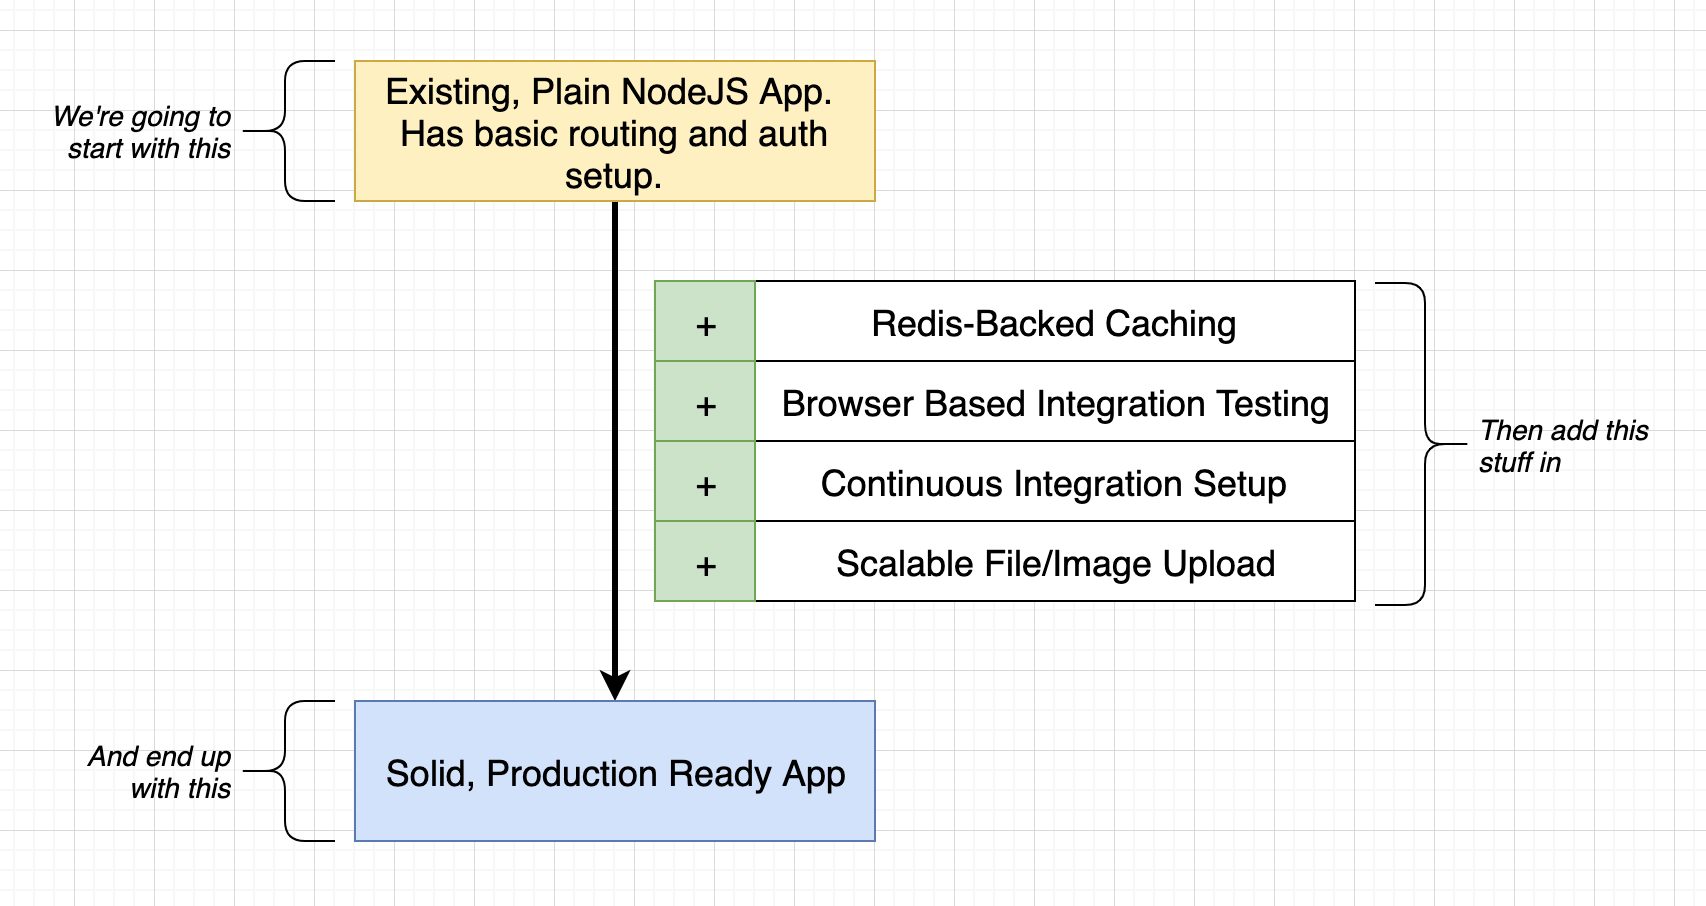 We're going to
start with this
Existing, Plain NodeJS App.
Has basic routing and auth
setup.
+ Redis-Backed Caching
+ Browser Based Integration Testing
+ Continuous Integration Setup
+ Scalable File/Image Upload
Then add this
stuff in
And end up
with this
Solid, Production Ready App